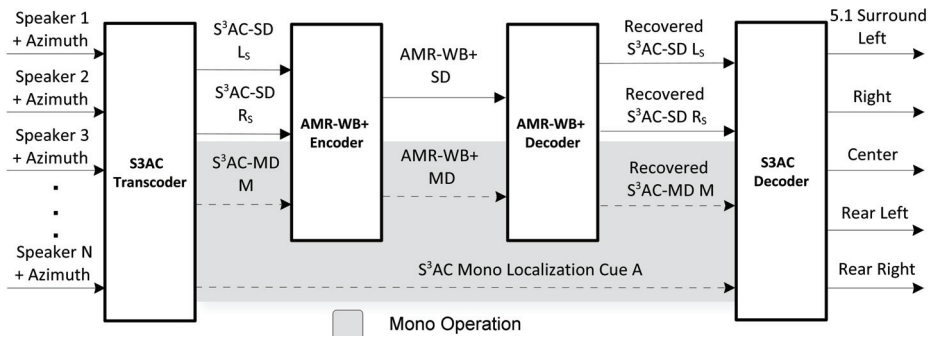 Speaker 1
+ Azimuth
Speaker 2
+ Azimuth
Speaker 3
+ Azimuth
Speaker N
+ Azimuth
S3AC
Transcoder
S³AC-SD
Lₛ
S³AC-SD
Rₛ
S³AC-MD
M
AMR-WB+
Encoder
AMR-WB+
SD
AMR-WB+
MD
AMR-WB+
Decoder
Recovered
S³AC-SD Lₛ
Recovered
S³AC-SD Rₛ
Recovered
S³AC-MD M
S³AC Mono Localization Cue A
S3AC
Decoder
5.1 Surround
Left
Right
Center
Rear Left
Rear Right
Mono Operation